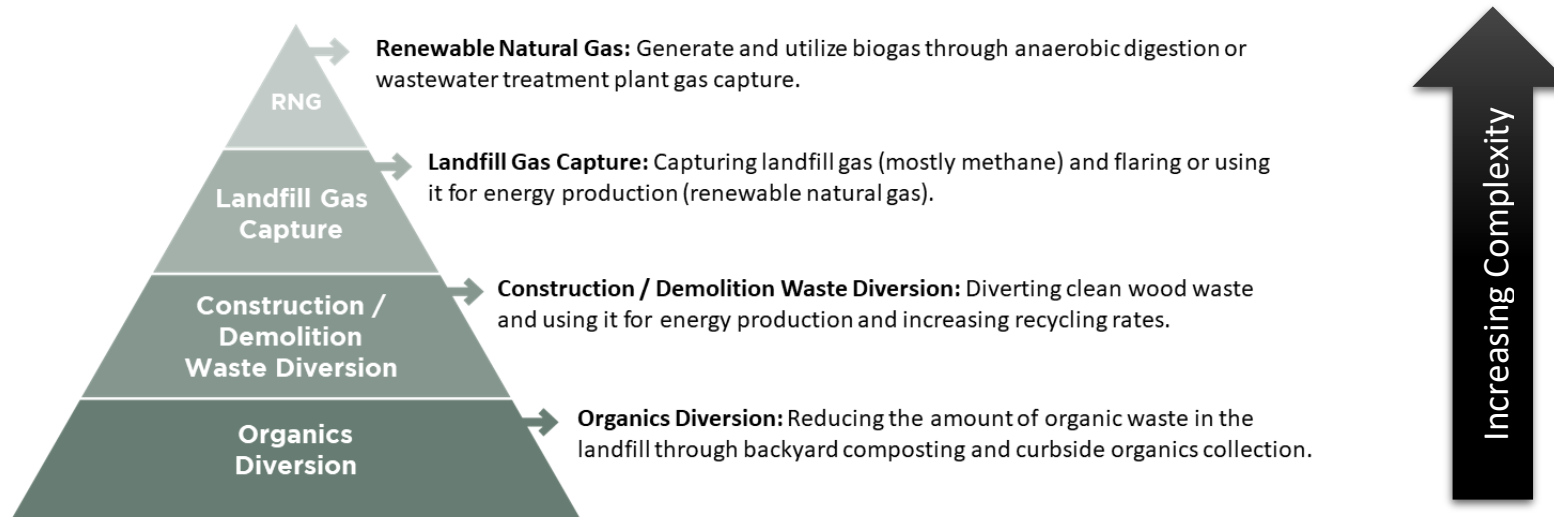 RNG
Renewable Natural Gas: Generate and utilize biogas through anaerobic digestion or
wastewater treatment plant gas capture.
Landfill Gas
Capture
Landfill Gas Capture: Capturing landfill gas (mostly methane) and flaring or using
it for energy production (renewable natural gas).
Construction /
Demolition
Waste Diversion
Construction / Demolition Waste Diversion: Diverting clean wood waste
and using it for energy production and increasing recycling rates.
Organics
Diversion
Organics Diversion: Reducing the amount of organic waste in the
landfill through backyard composting and curbside organics collection.
Increasing Complexity